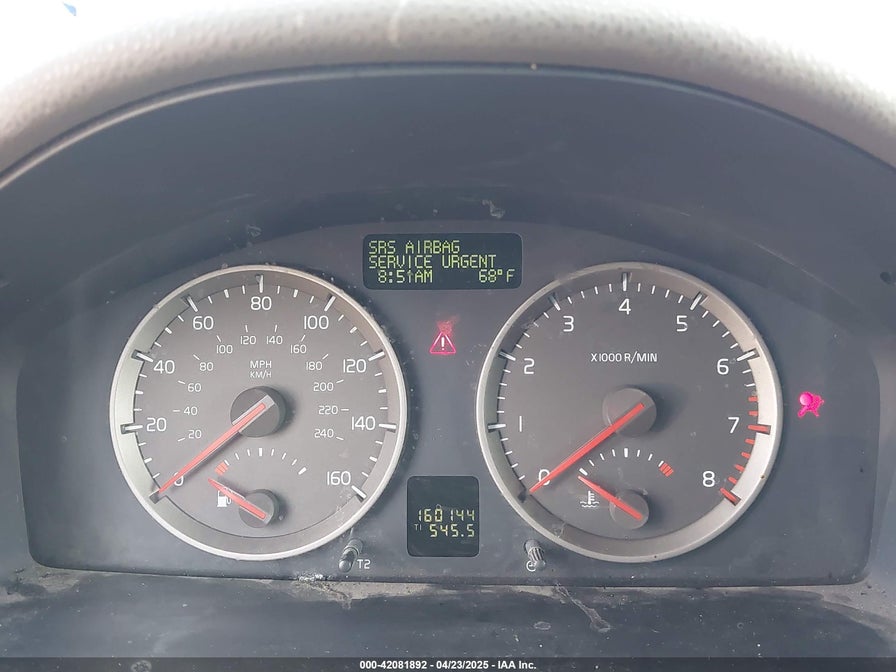 SRS AIRBAG
SERVICE URGENT
8:51AM 68°F
0 20 40 60 80 100 120 140 160
20 40 60 80 100 120 140 160 180 200 220 240
MPH
KM/H
0 1 2 3 4 5 6 7 8
X1000 R/MIN
160144
T1 545.5
T2
000-42081892 - 04/23/2025 - IAA Inc.